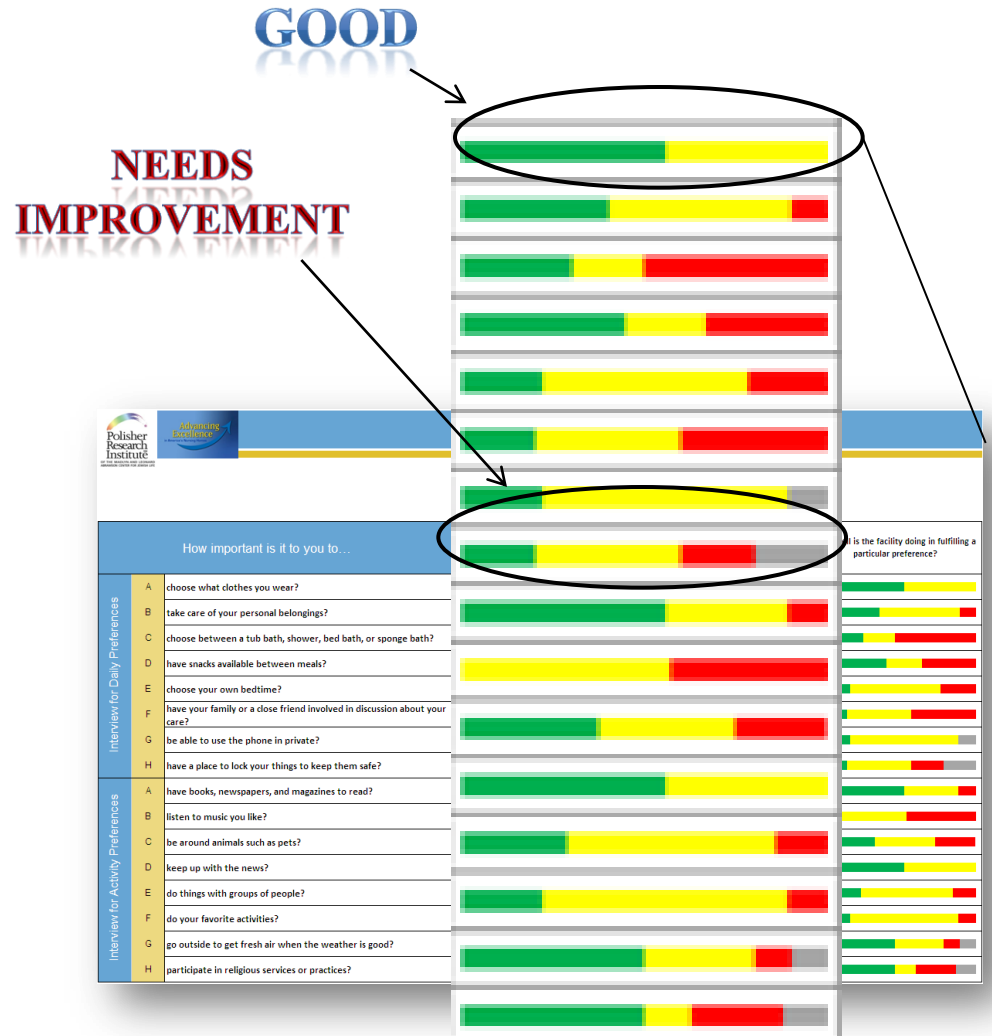 GOOD
NEEDS
IMPROVEMENT
Polisher
Research
Institute
Advancing
Excellence
How important is it to you to...
is the facility doing in fulfilling a
particular preference?
Interview for Daily Preferences
A choose what clothes you wear?
B take care of your personal belongings?
C choose between a tub bath, shower, bed bath, or sponge bath?
D have snacks available between meals?
E choose your own bedtime?
F have your family or a close friend involved in discussion about your
care?
G be able to use the phone in private?
H have a place to lock your things to keep them safe?
Interview for Activity Preferences
A have books, newspapers, and magazines to read?
B listen to music you like?
C be around animals such as pets?
D keep up with the news?
E do things with groups of people?
F do your favorite activities?
G go outside to get fresh air when the weather is good?
H participate in religious services or practices?